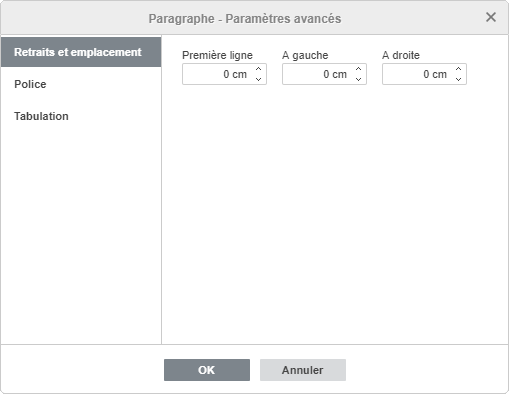 Paragraphe - Paramètres avancés
Retraits et emplacement
Police
Tabulation
Première ligne A gauche A droite
0 cm 0 cm 0 cm
OK Annuler